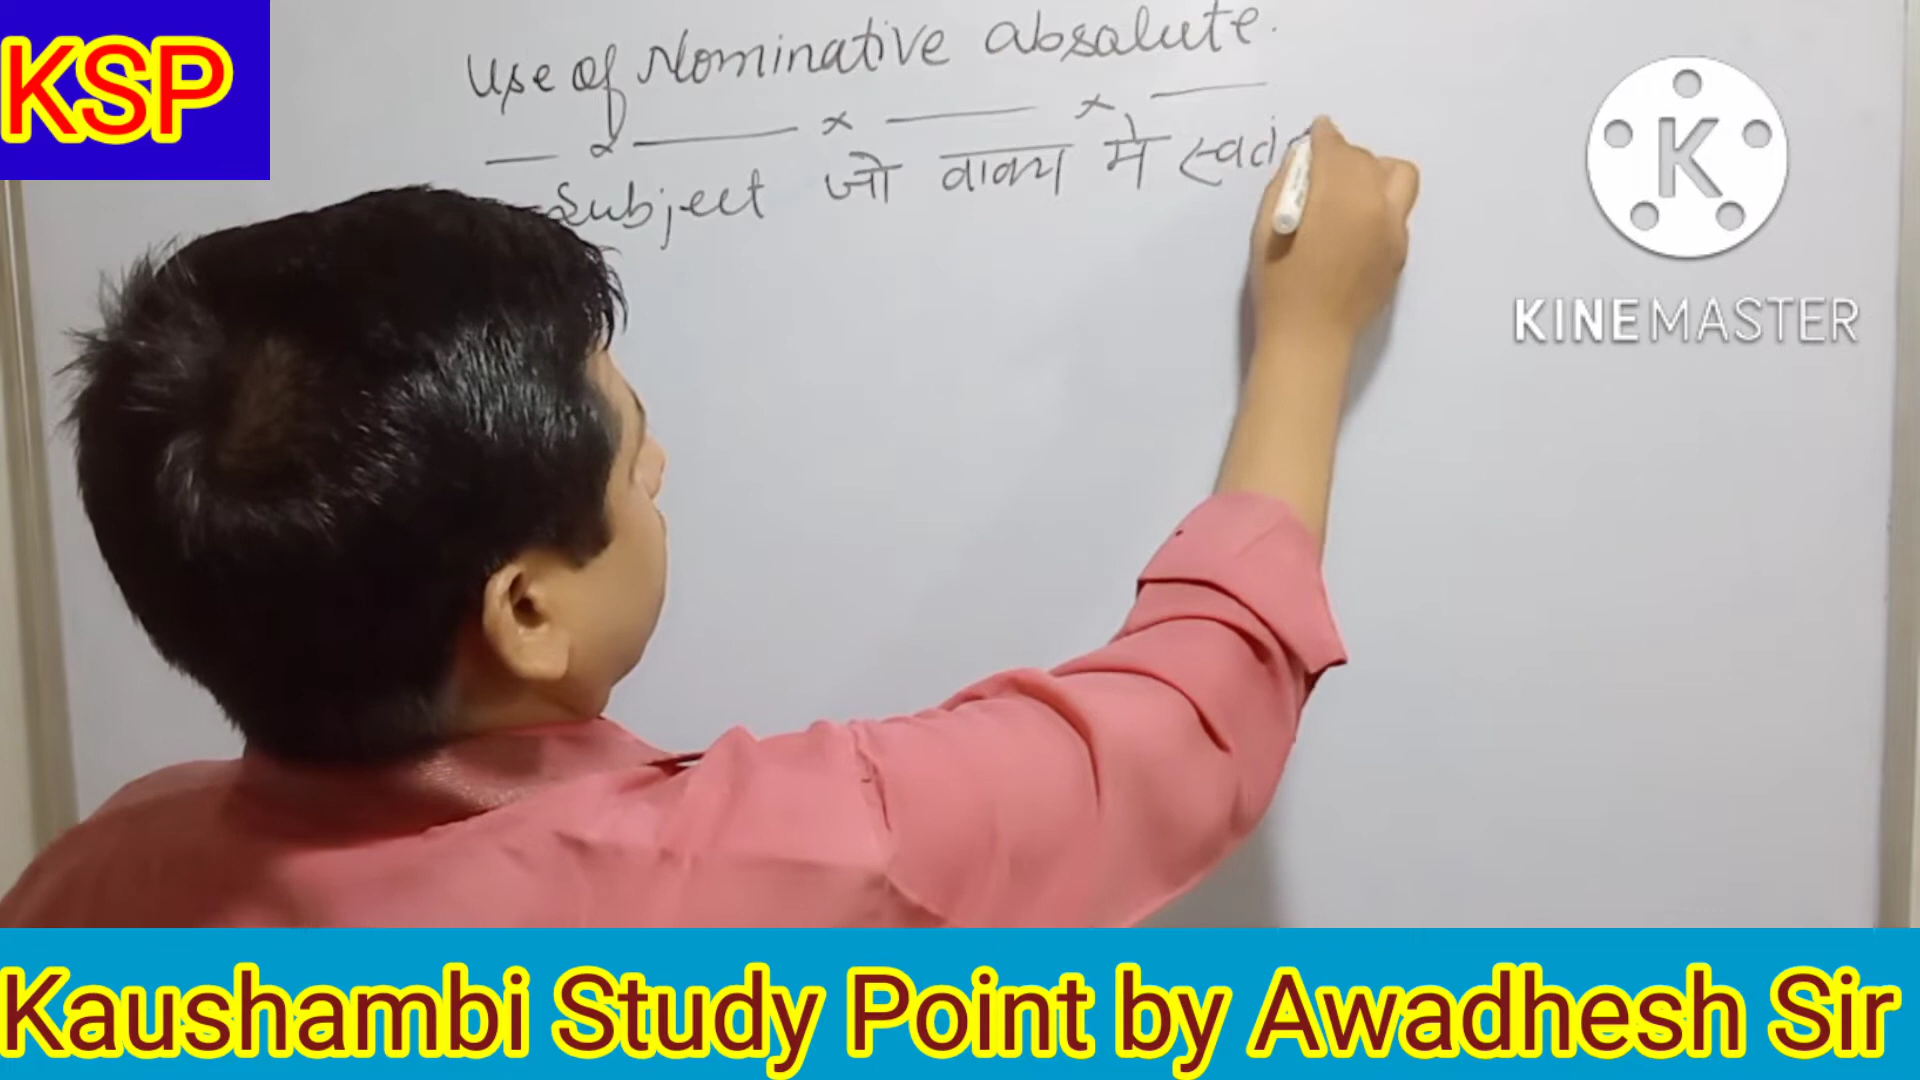 KSP
Use of Nominative absolute.
Subject जो वाक्य में
K
KINEMASTER
Kaushambi Study Point by Awadhesh Sir